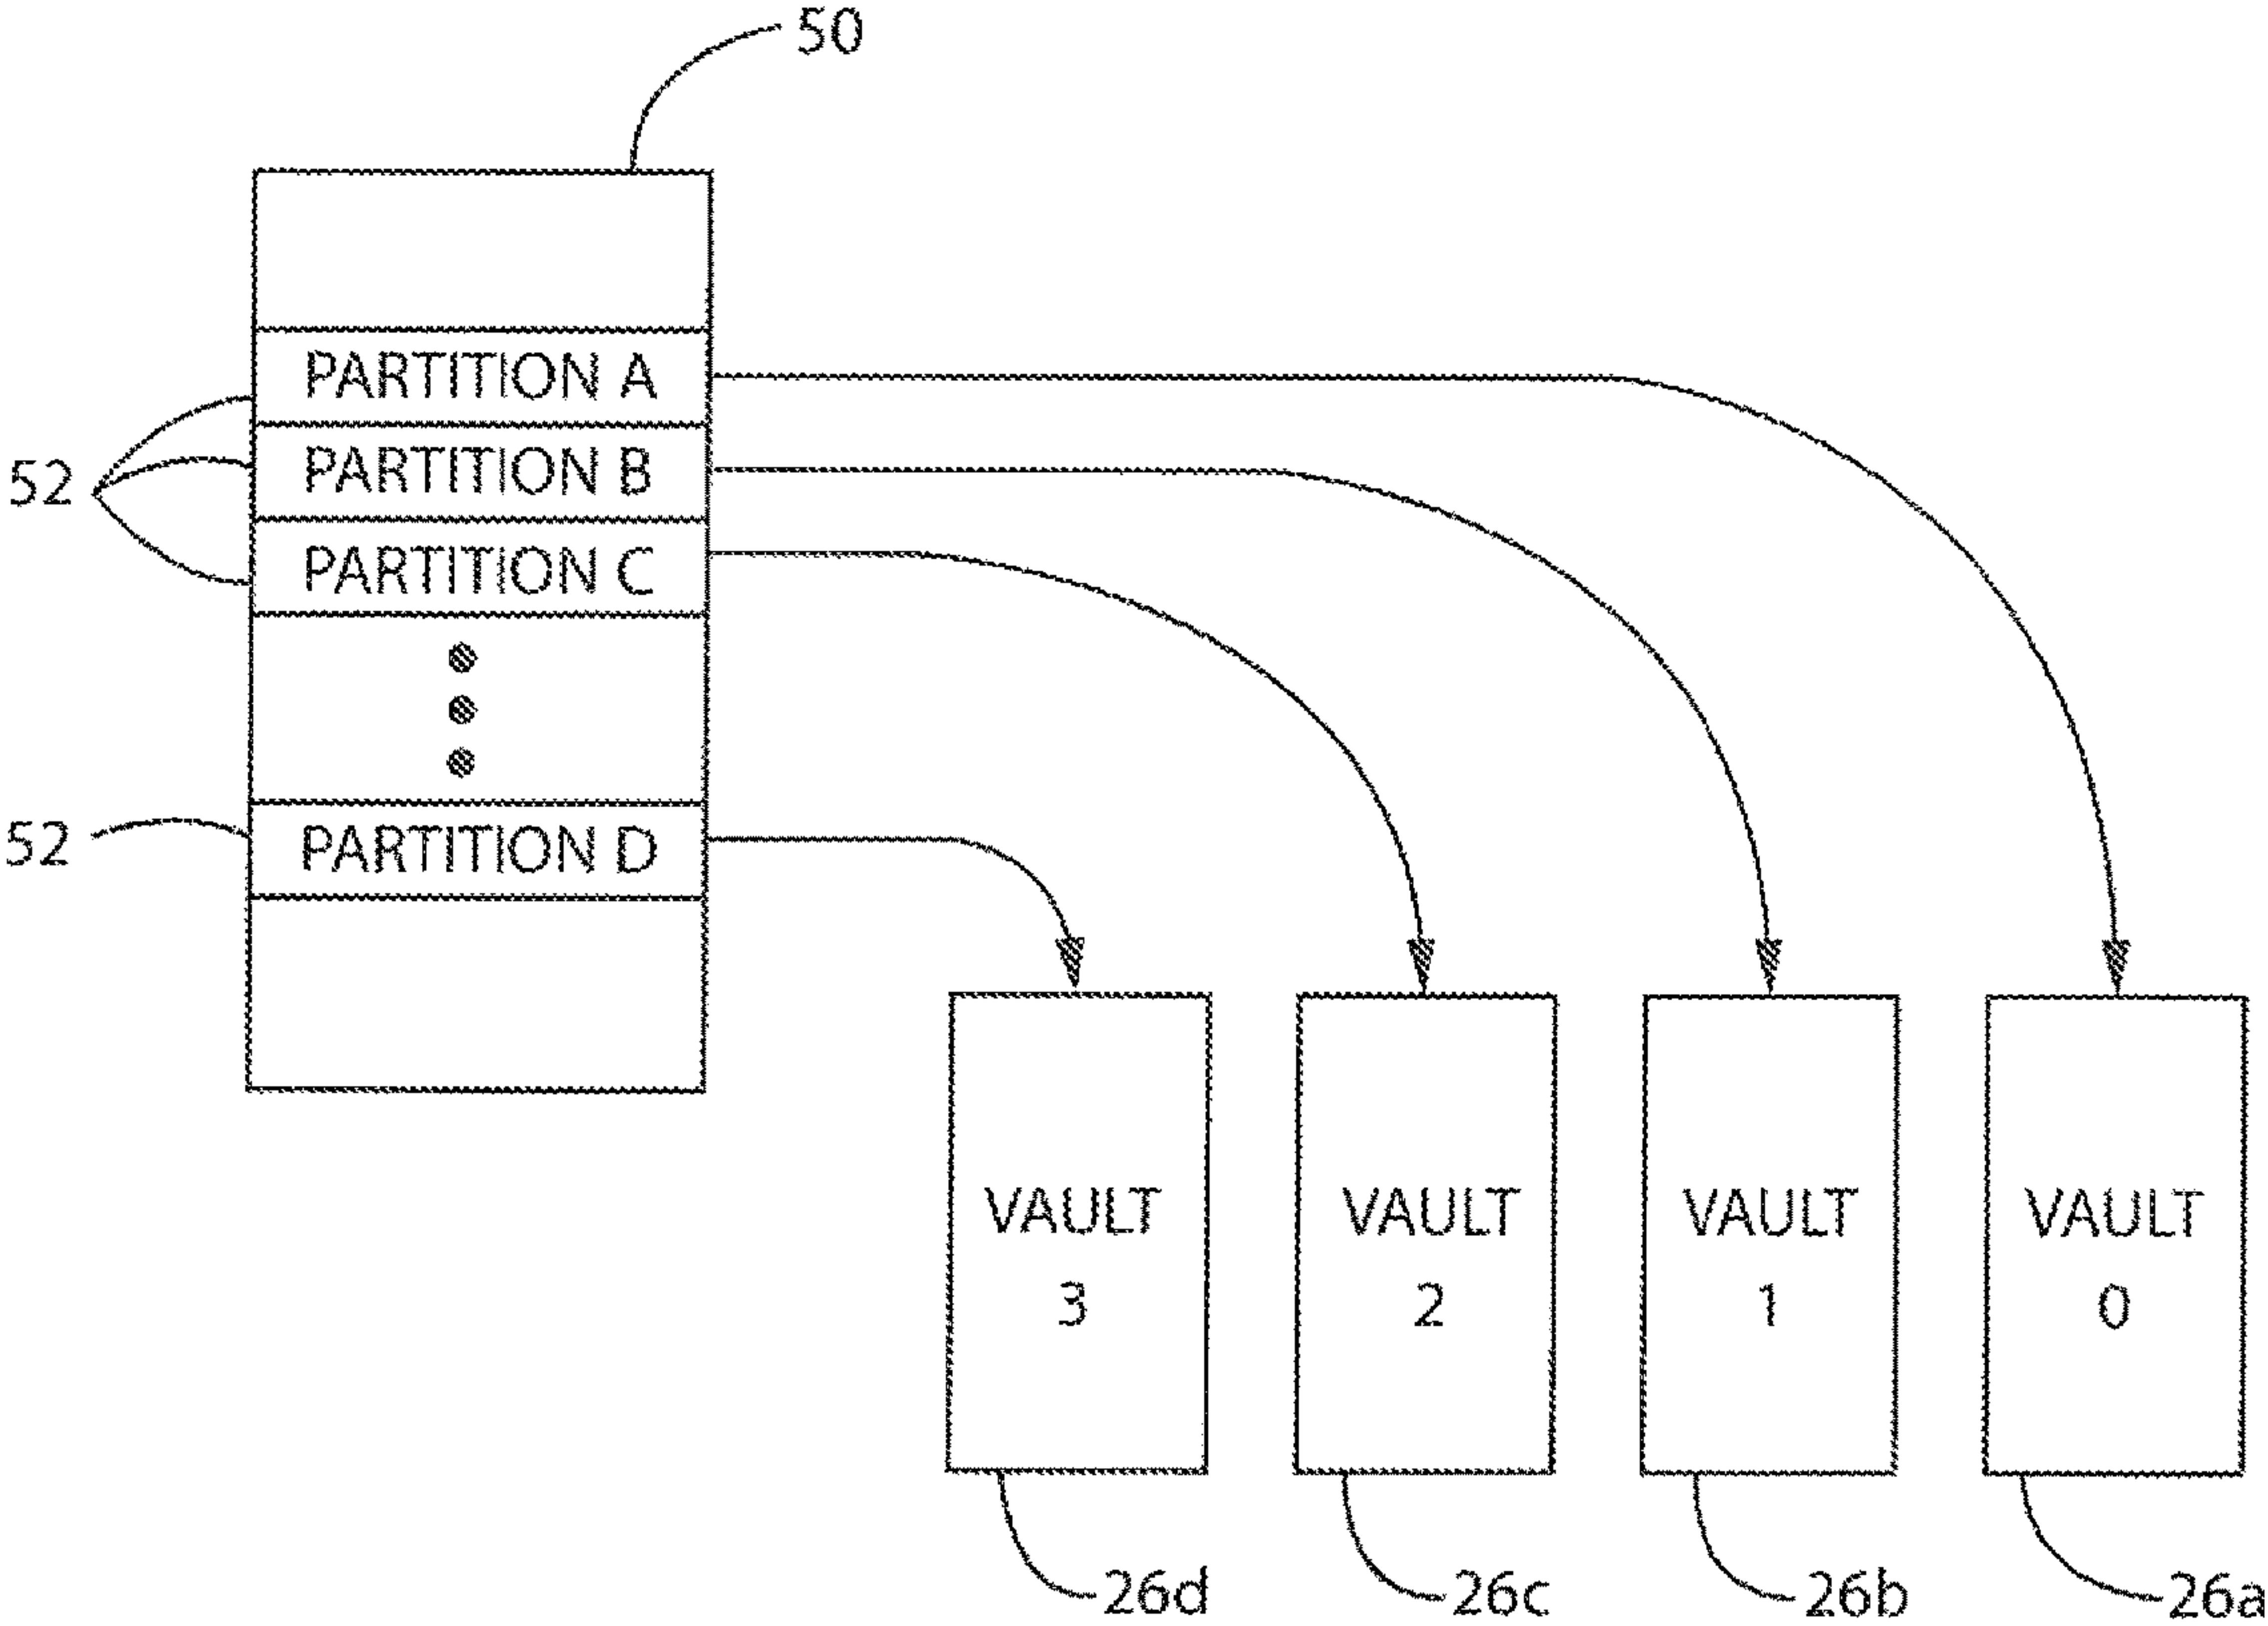 50
PARTITION A
52
PARTITION B
PARTITION C
52
PARTITION D
VAULT
3
VAULT
2
VAULT
1
VAULT
0
26d
26c
26b
26a